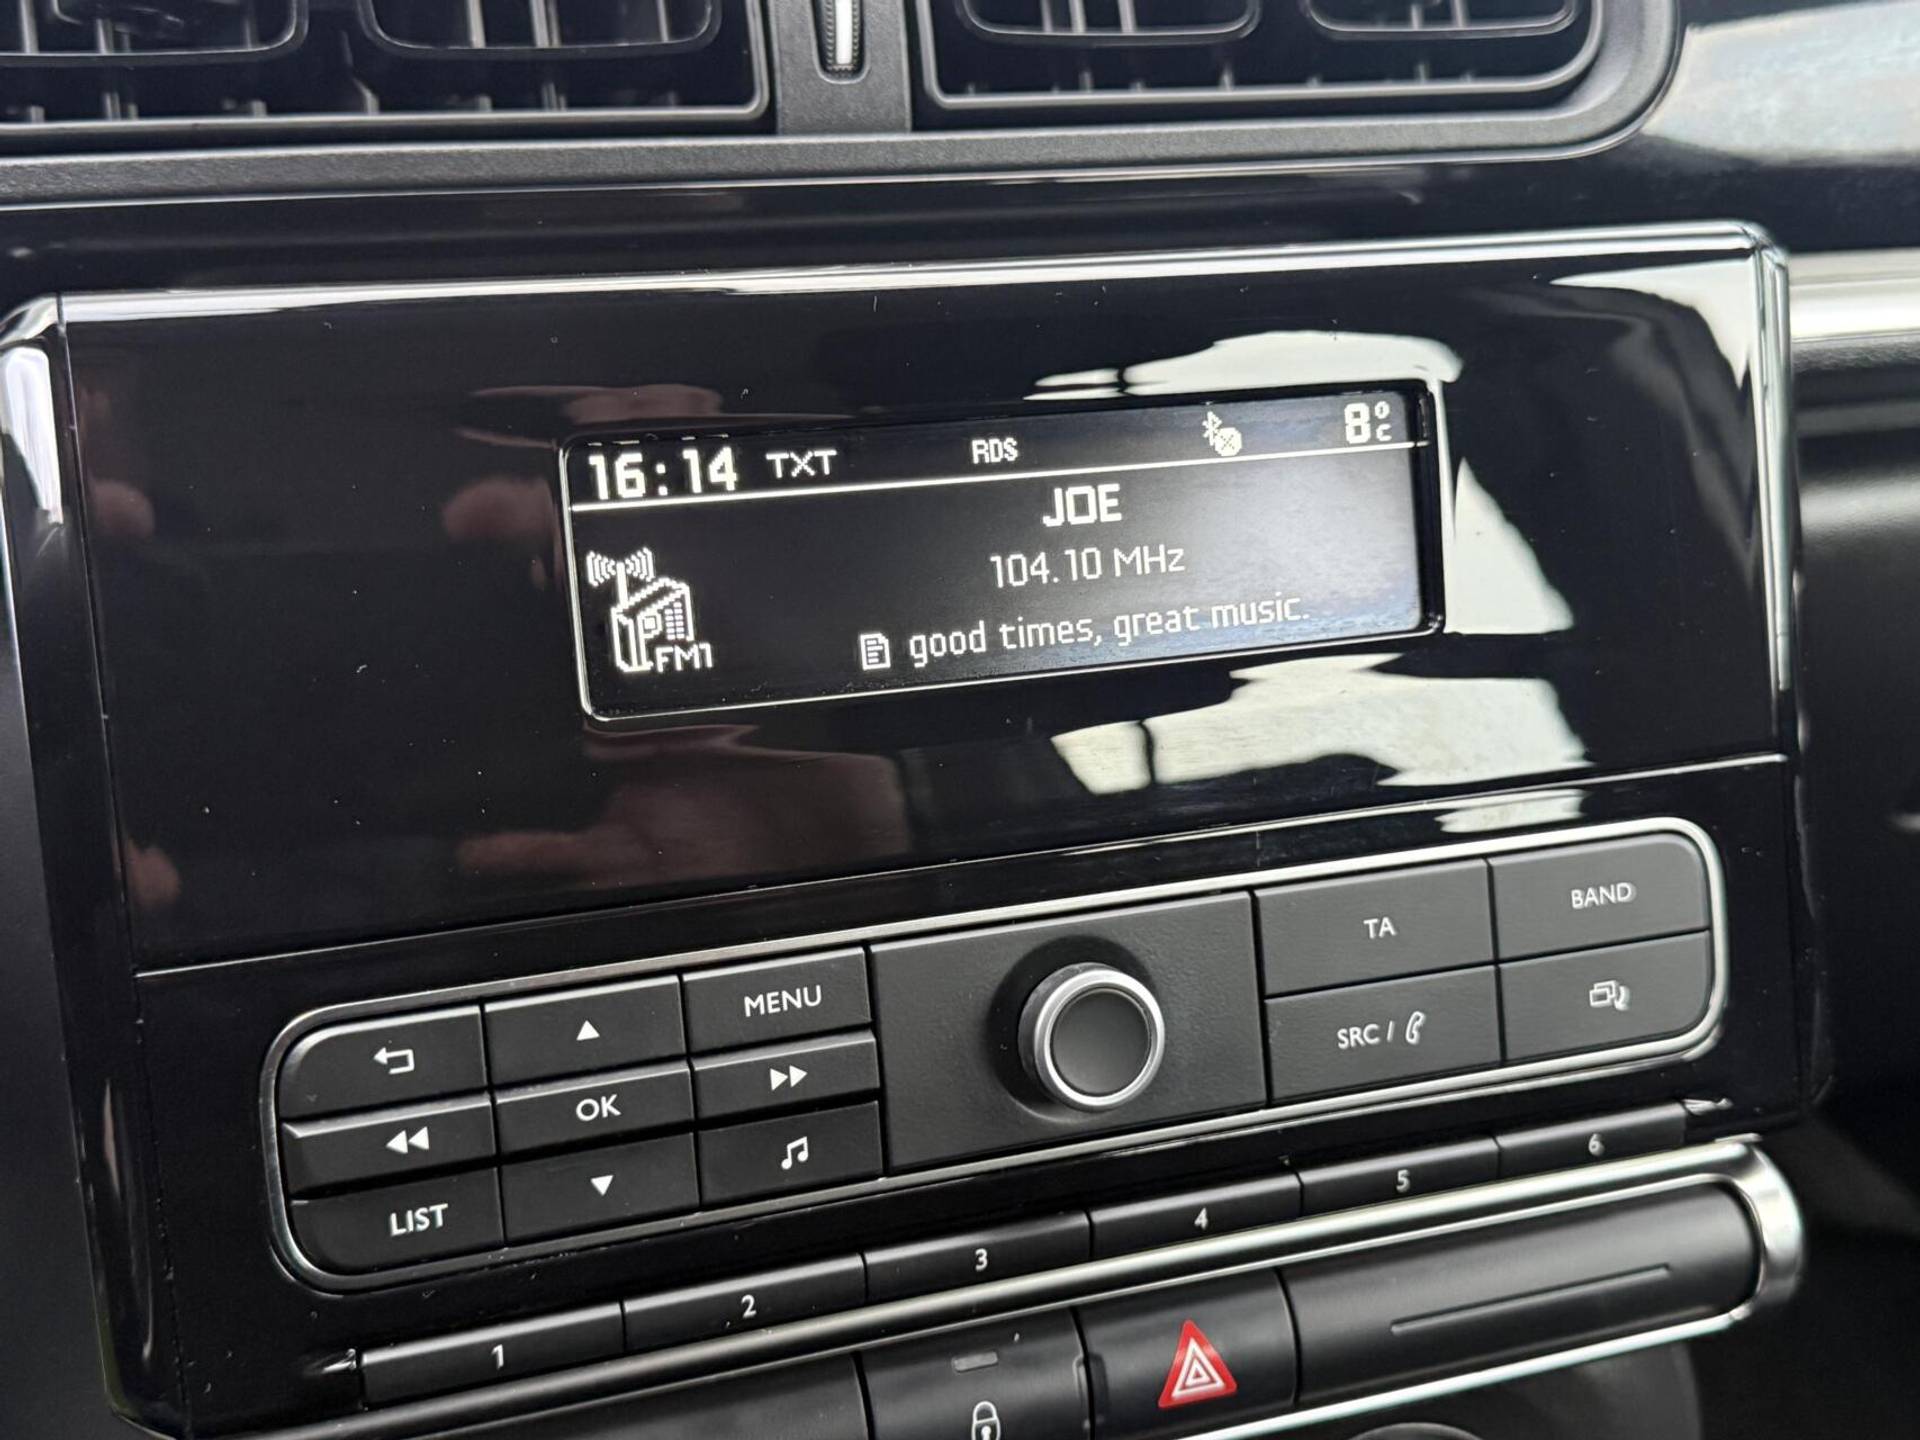 16:14 TXT RDS 8°C
JOE
104.10 MHz
FM1 good times, great music.
BAND
TA
MENU
SRC /
OK
LIST
1 2 3 4 5 6